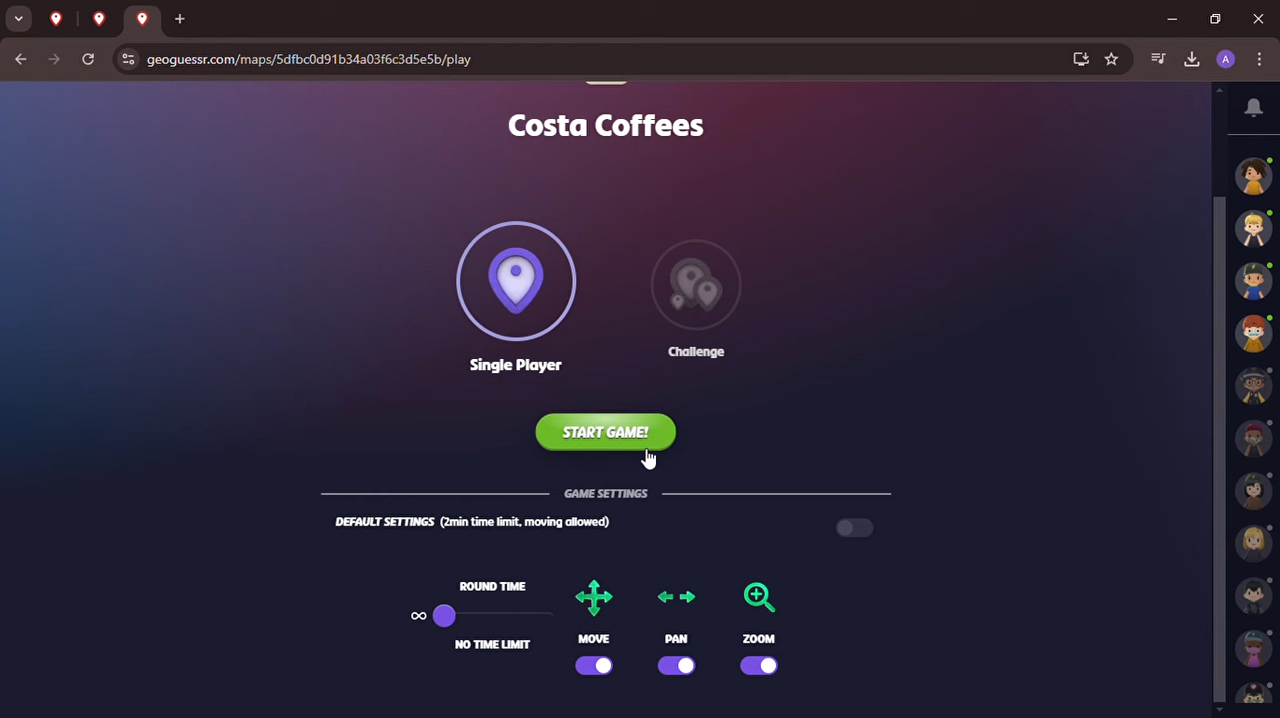 geoguessr.com/maps/5dfbc0d91b34a03f6c3d5e5b/play
A
Costa Coffees
Single Player
Challenge
START GAME!
GAME SETTINGS
DEFAULT SETTINGS (2min time limit, moving allowed)
ROUND TIME
∞
NO TIME LIMIT
MOVE
PAN
ZOOM